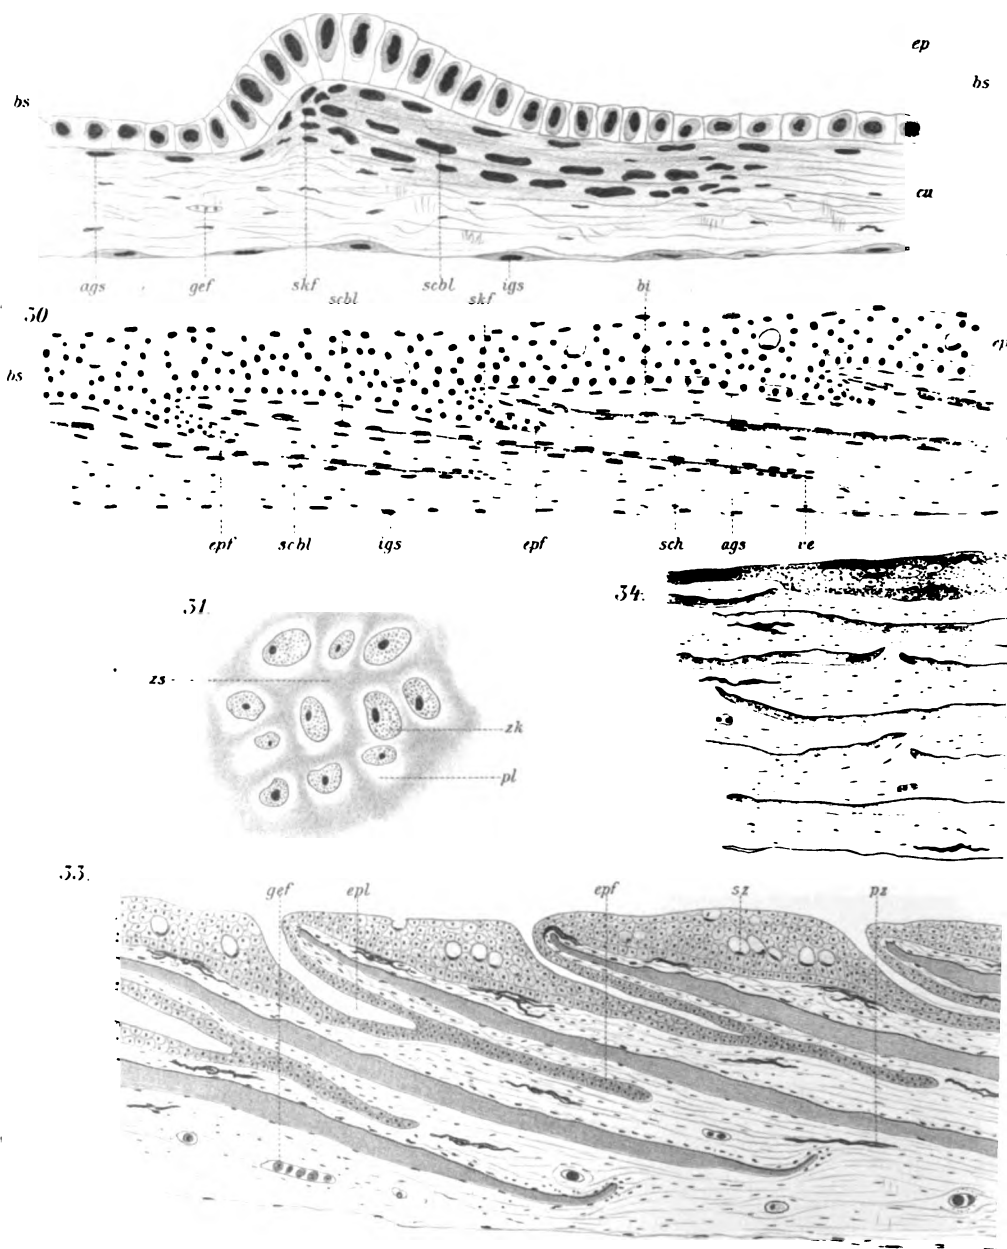 ep
bs
bs
cu
ags gef skf scbl igs bi
scbl skf
30
bs
epf scbl igs epf sch ags re
31. 34.
zs
zk
pl
33.
gef epl epf sz pz